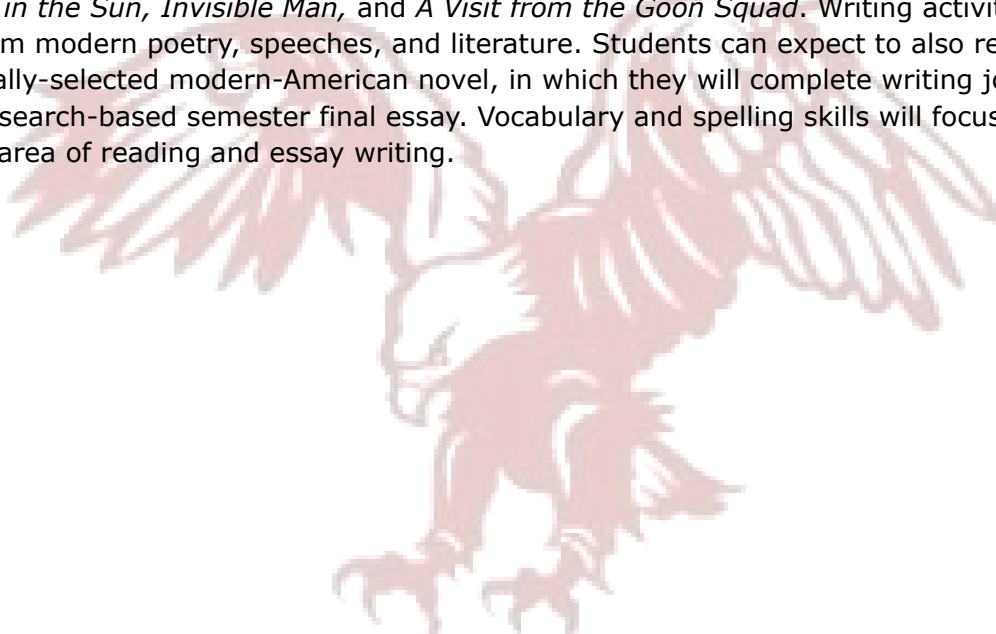 in the Sun, Invisible Man, and A Visit from the Goon Squad. Writing activit
m modern poetry, speeches, and literature. Students can expect to also re
ally-selected modern-American novel, in which they will complete writing jo
search-based semester final essay. Vocabulary and spelling skills will focus
area of reading and essay writing.